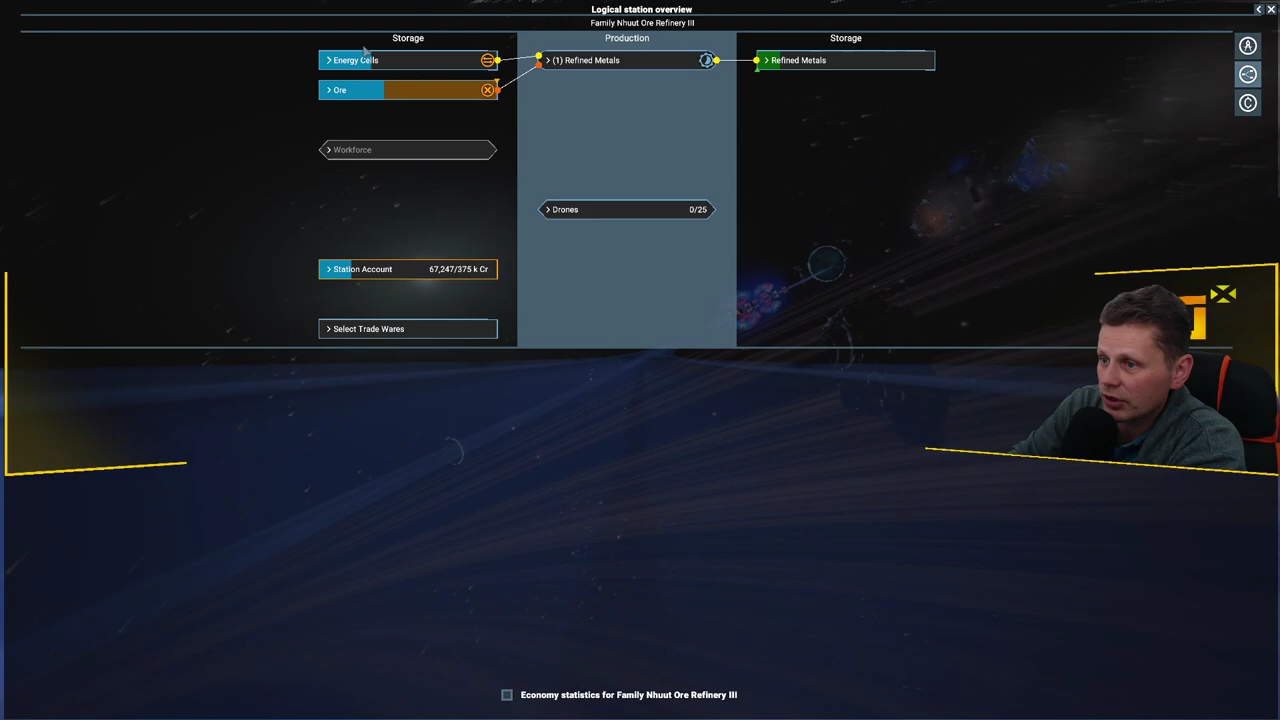 Logical station overview
Family Nhuut Ore Refinery III
Storage
Production
Storage
Energy Cells
(1) Refined Metals
Refined Metals
Ore
Workforce
Drones 0/25
Station Account 67,247/375 k Cr
Select Trade Wares
Economy statistics for Family Nhuut Ore Refinery III